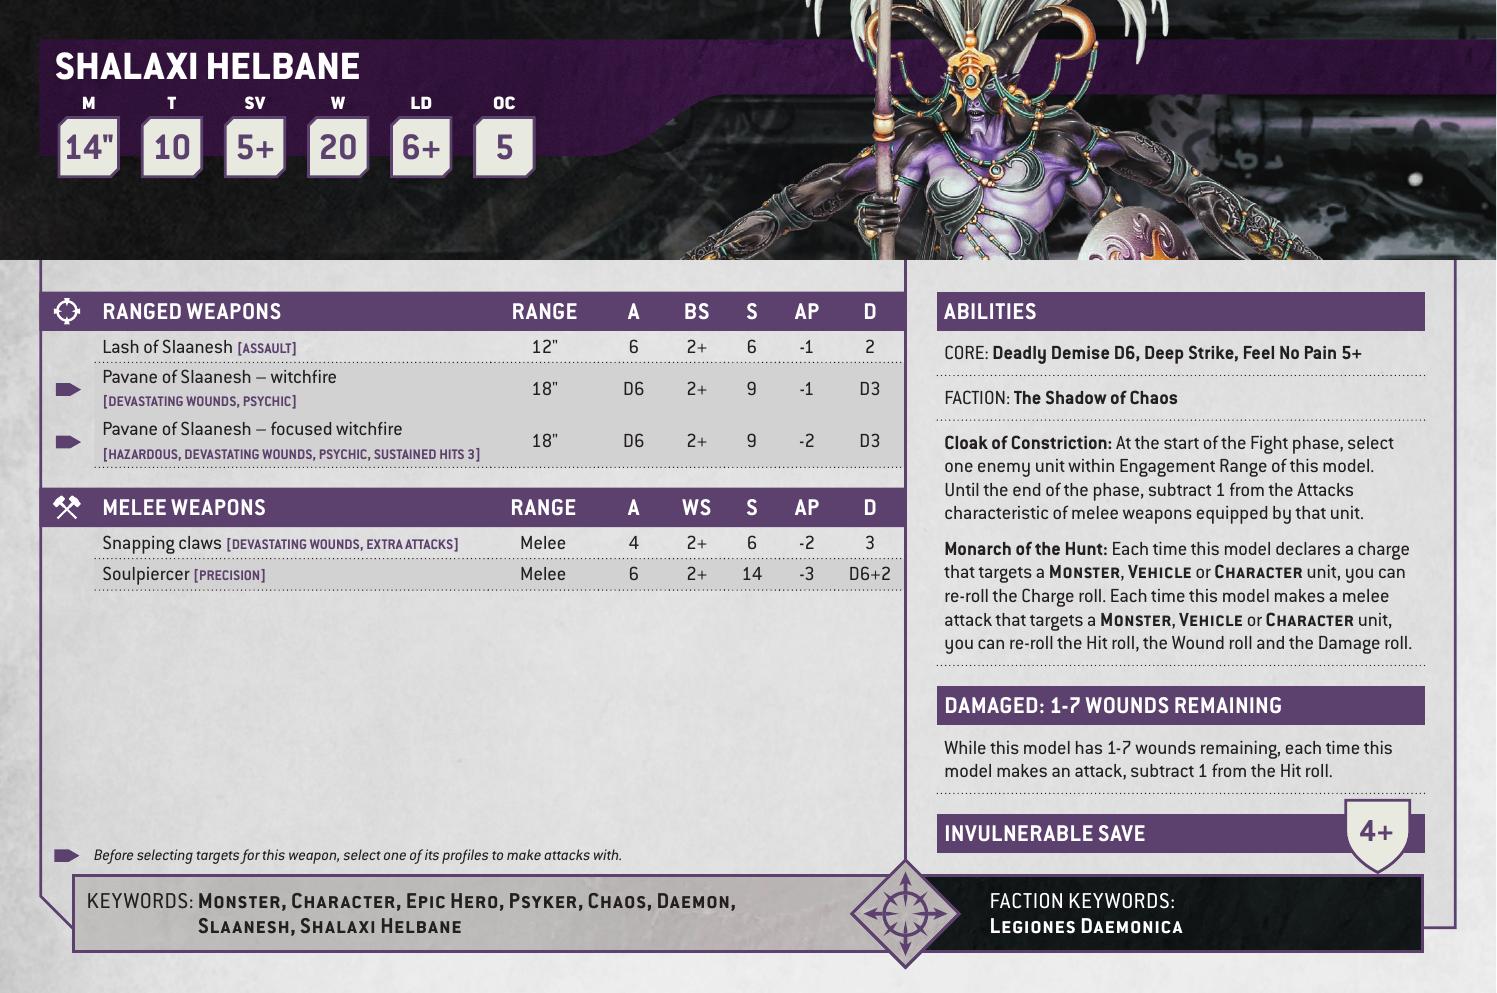 SHALAXI HELBANE
M T SV W LD OC
14" 10 5+ 20 6+ 5
RANGED WEAPONS RANGE A BS S AP D
Lash of Slaanesh [ASSAULT] 12" 6 2+ 6 -1 2
Pavane of Slaanesh – witchfire
[DEVASTATING WOUNDS, PSYCHIC] 18" D6 2+ 9 -1 D3
Pavane of Slaanesh – focused witchfire
[HAZARDOUS, DEVASTATING WOUNDS, PSYCHIC, SUSTAINED HITS 3] 18" D6 2+ 9 -2 D3
MELEE WEAPONS RANGE A WS S AP D
Snapping claws [DEVASTATING WOUNDS, EXTRA ATTACKS] Melee 4 2+ 6 -2 3
Soulpiercer [PRECISION] Melee 6 2+ 14 -3 D6+2
Before selecting targets for this weapon, select one of its profiles to make attacks with.
ABILITIES
CORE: Deadly Demise D6, Deep Strike, Feel No Pain 5+
FACTION: The Shadow of Chaos
Cloak of Constriction: At the start of the Fight phase, select
one enemy unit within Engagement Range of this model.
Until the end of the phase, subtract 1 from the Attacks
characteristic of melee weapons equipped by that unit.
Monarch of the Hunt: Each time this model declares a charge
that targets a MONSTER, VEHICLE or CHARACTER unit, you can
re-roll the Charge roll. Each time this model makes a melee
attack that targets a MONSTER, VEHICLE or CHARACTER unit,
you can re-roll the Hit roll, the Wound roll and the Damage roll.
DAMAGED: 1-7 WOUNDS REMAINING
While this model has 1-7 wounds remaining, each time this
model makes an attack, subtract 1 from the Hit roll.
INVULNERABLE SAVE 4+
KEYWORDS: MONSTER, CHARACTER, EPIC HERO, PSYKER, CHAOS, DAEMON,
SLAANESH, SHALAXI HELBANE
FACTION KEYWORDS:
LEGIONES DAEMONICA